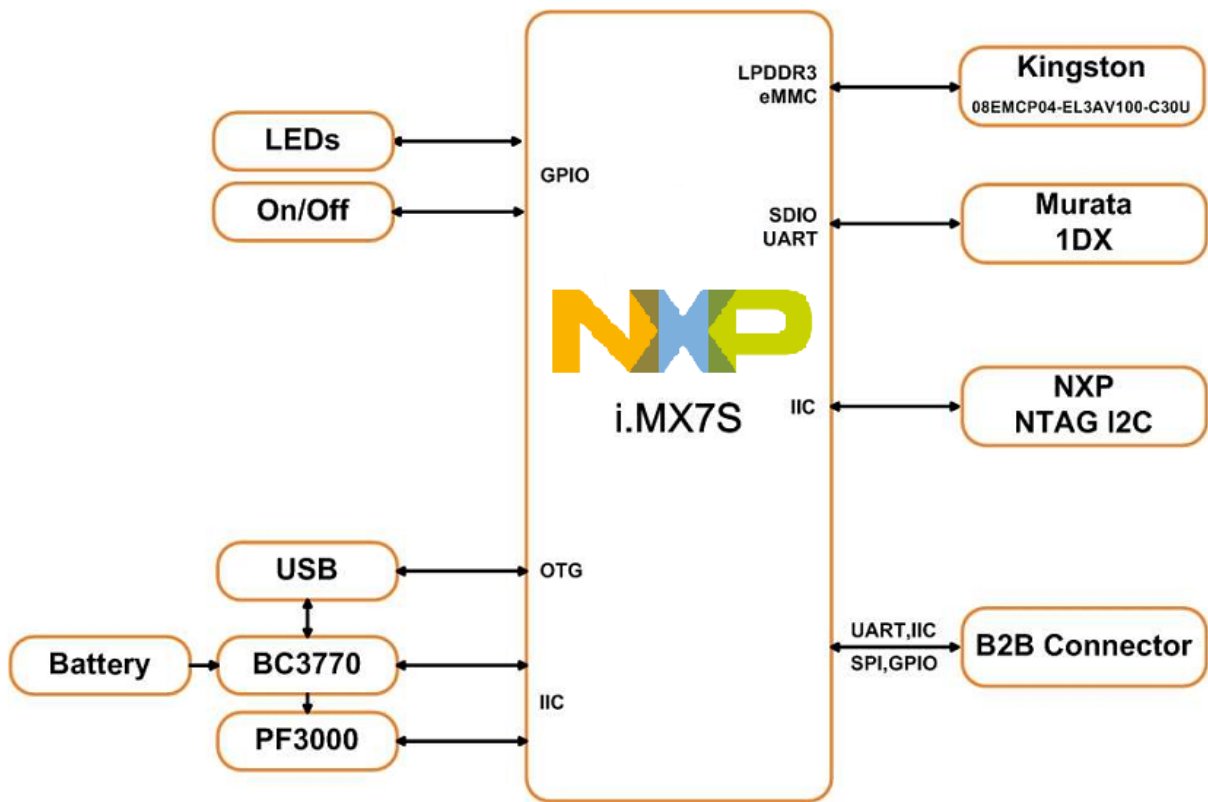 LEDs
On/Off
GPIO
USB
OTG
Battery
BC3770
IIC
PF3000
NXP
i.MX7S
LPDDR3
eMMC
Kingston
08EMCP04-EL3AV100-C30U
SDIO
UART
Murata
1DX
IIC
NXP
NTAG I2C
UART,IIC
SPI,GPIO
B2B Connector